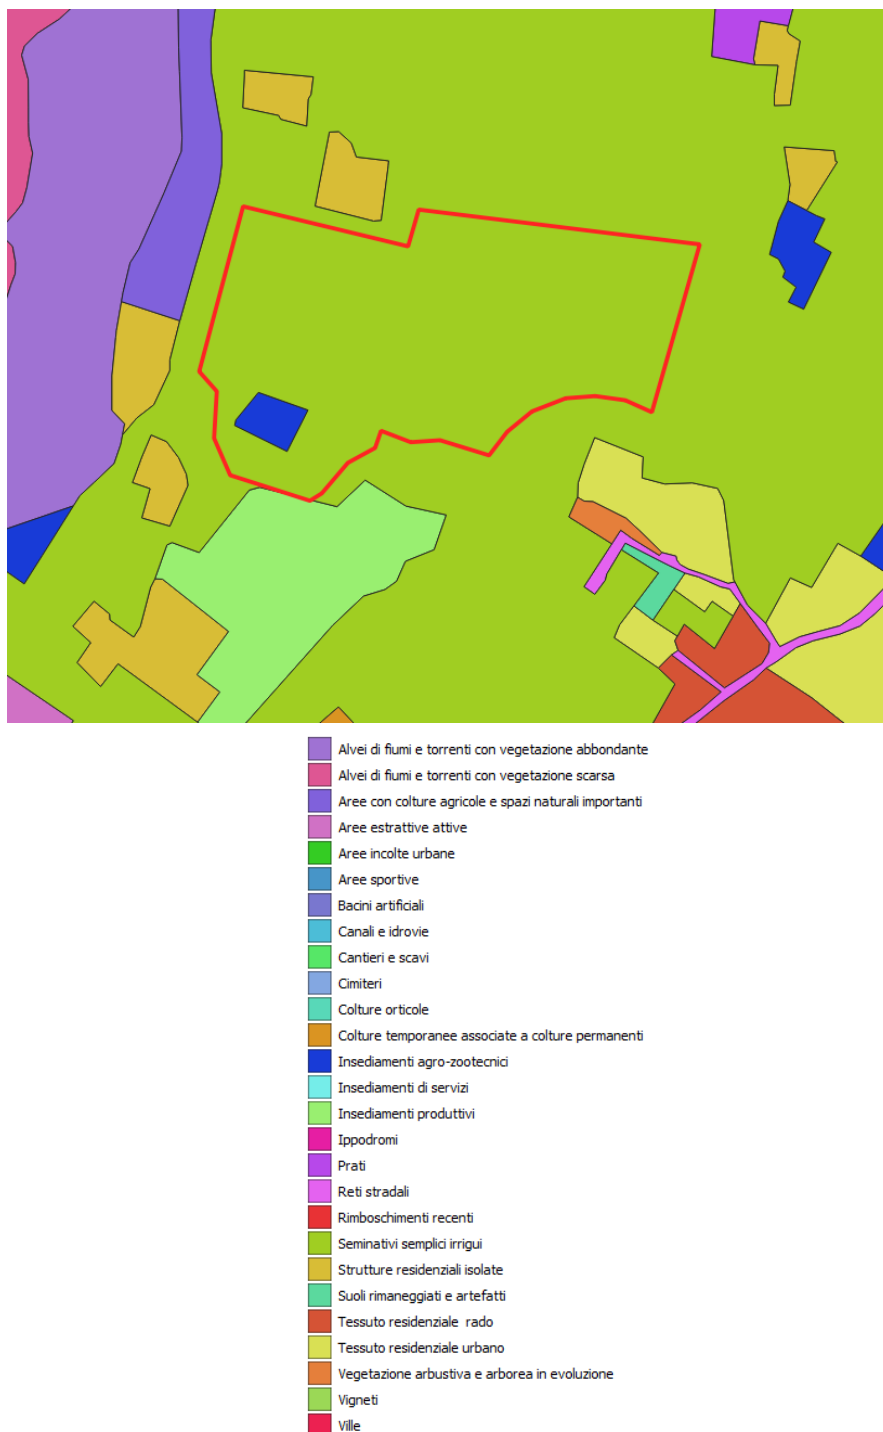 Alvei di fiumi e torrenti con vegetazione abbondante
Alvei di fiumi e torrenti con vegetazione scarsa
Aree con colture agricole e spazi naturali importanti
Aree estrattive attive
Aree incolte urbane
Aree sportive
Bacini artificiali
Canali e idrovie
Cantieri e scavi
Cimiteri
Colture orticole
Colture temporanee associate a colture permanenti
Insediamenti agro-zootecnici
Insediamenti di servizi
Insediamenti produttivi
Ippodromi
Prati
Reti stradali
Rimboschimenti recenti
Seminativi semplici irrigui
Strutture residenziali isolate
Suoli rimaneggiati e artefatti
Tessuto residenziale  rado
Tessuto residenziale urbano
Vegetazione arbustiva e arborea in evoluzione
Vigneti
Ville